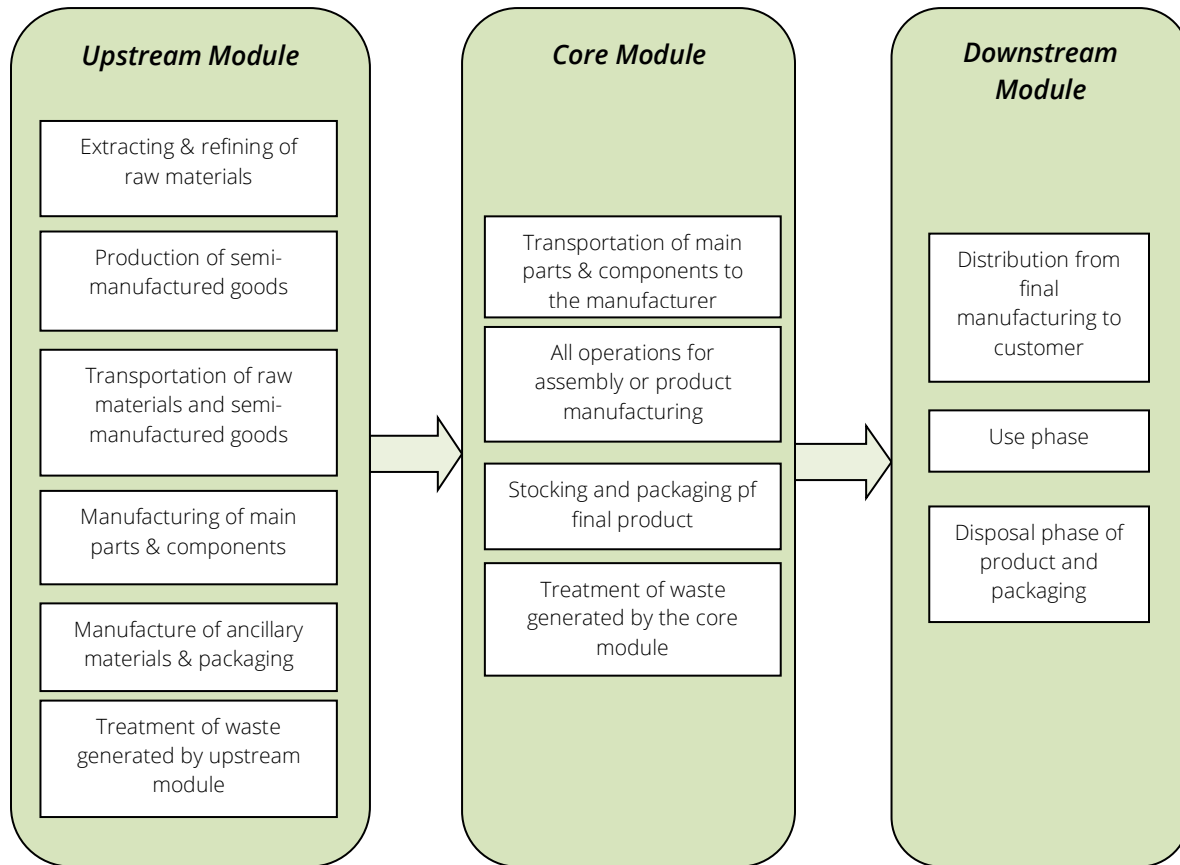 Upstream Module
Extracting & refining of
raw materials
Production of semi-
manufactured goods
Transportation of raw
materials and semi-
manufactured goods
Manufacturing of main
parts & components
Manufacture of ancillary
materials & packaging
Treatment of waste
generated by upstream
module
Core Module
Transportation of main
parts & components to
the manufacturer
All operations for
assembly or product
manufacturing
Stocking and packaging pf
final product
Treatment of waste
generated by the core
module
Downstream
Module
Distribution from
final
manufacturing to
customer
Use phase
Disposal phase of
product and
packaging